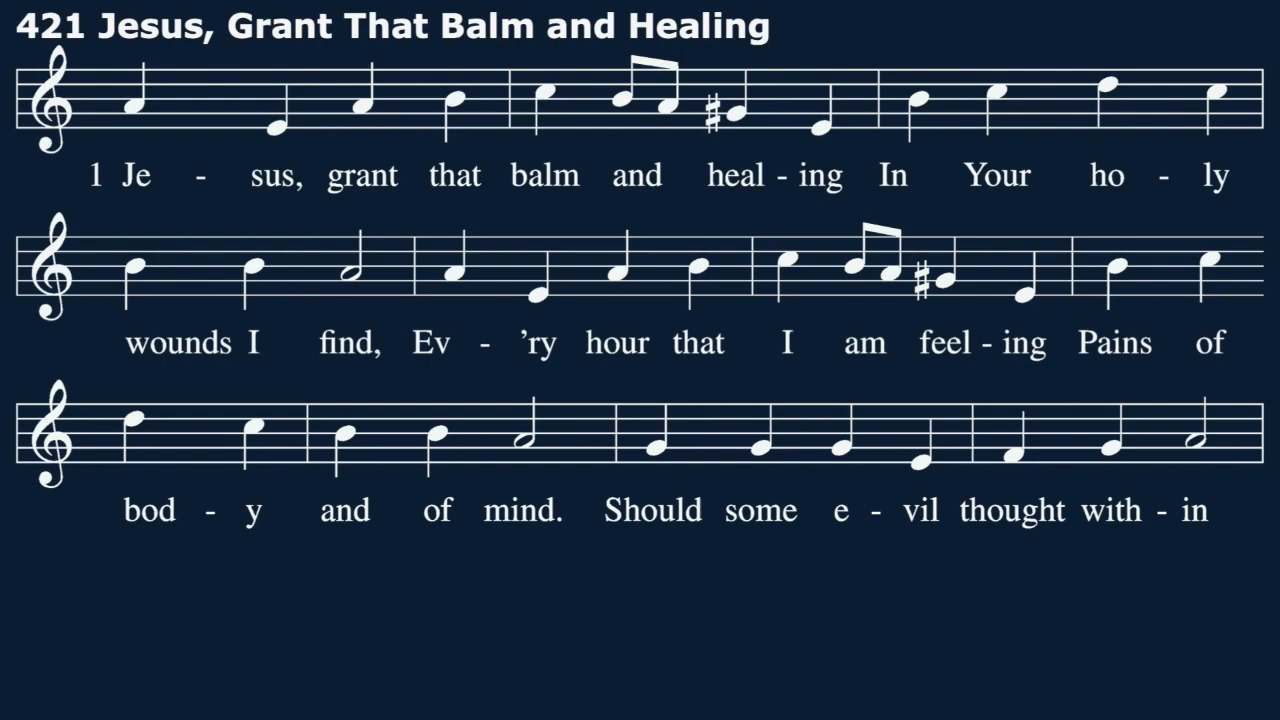 421 Jesus, Grant That Balm and Healing
1 Je - sus, grant that balm and heal - ing In Your ho - ly
wounds I find, Ev - ’ry hour that I am feel - ing Pains of
bod - y and of mind. Should some e - vil thought with - in